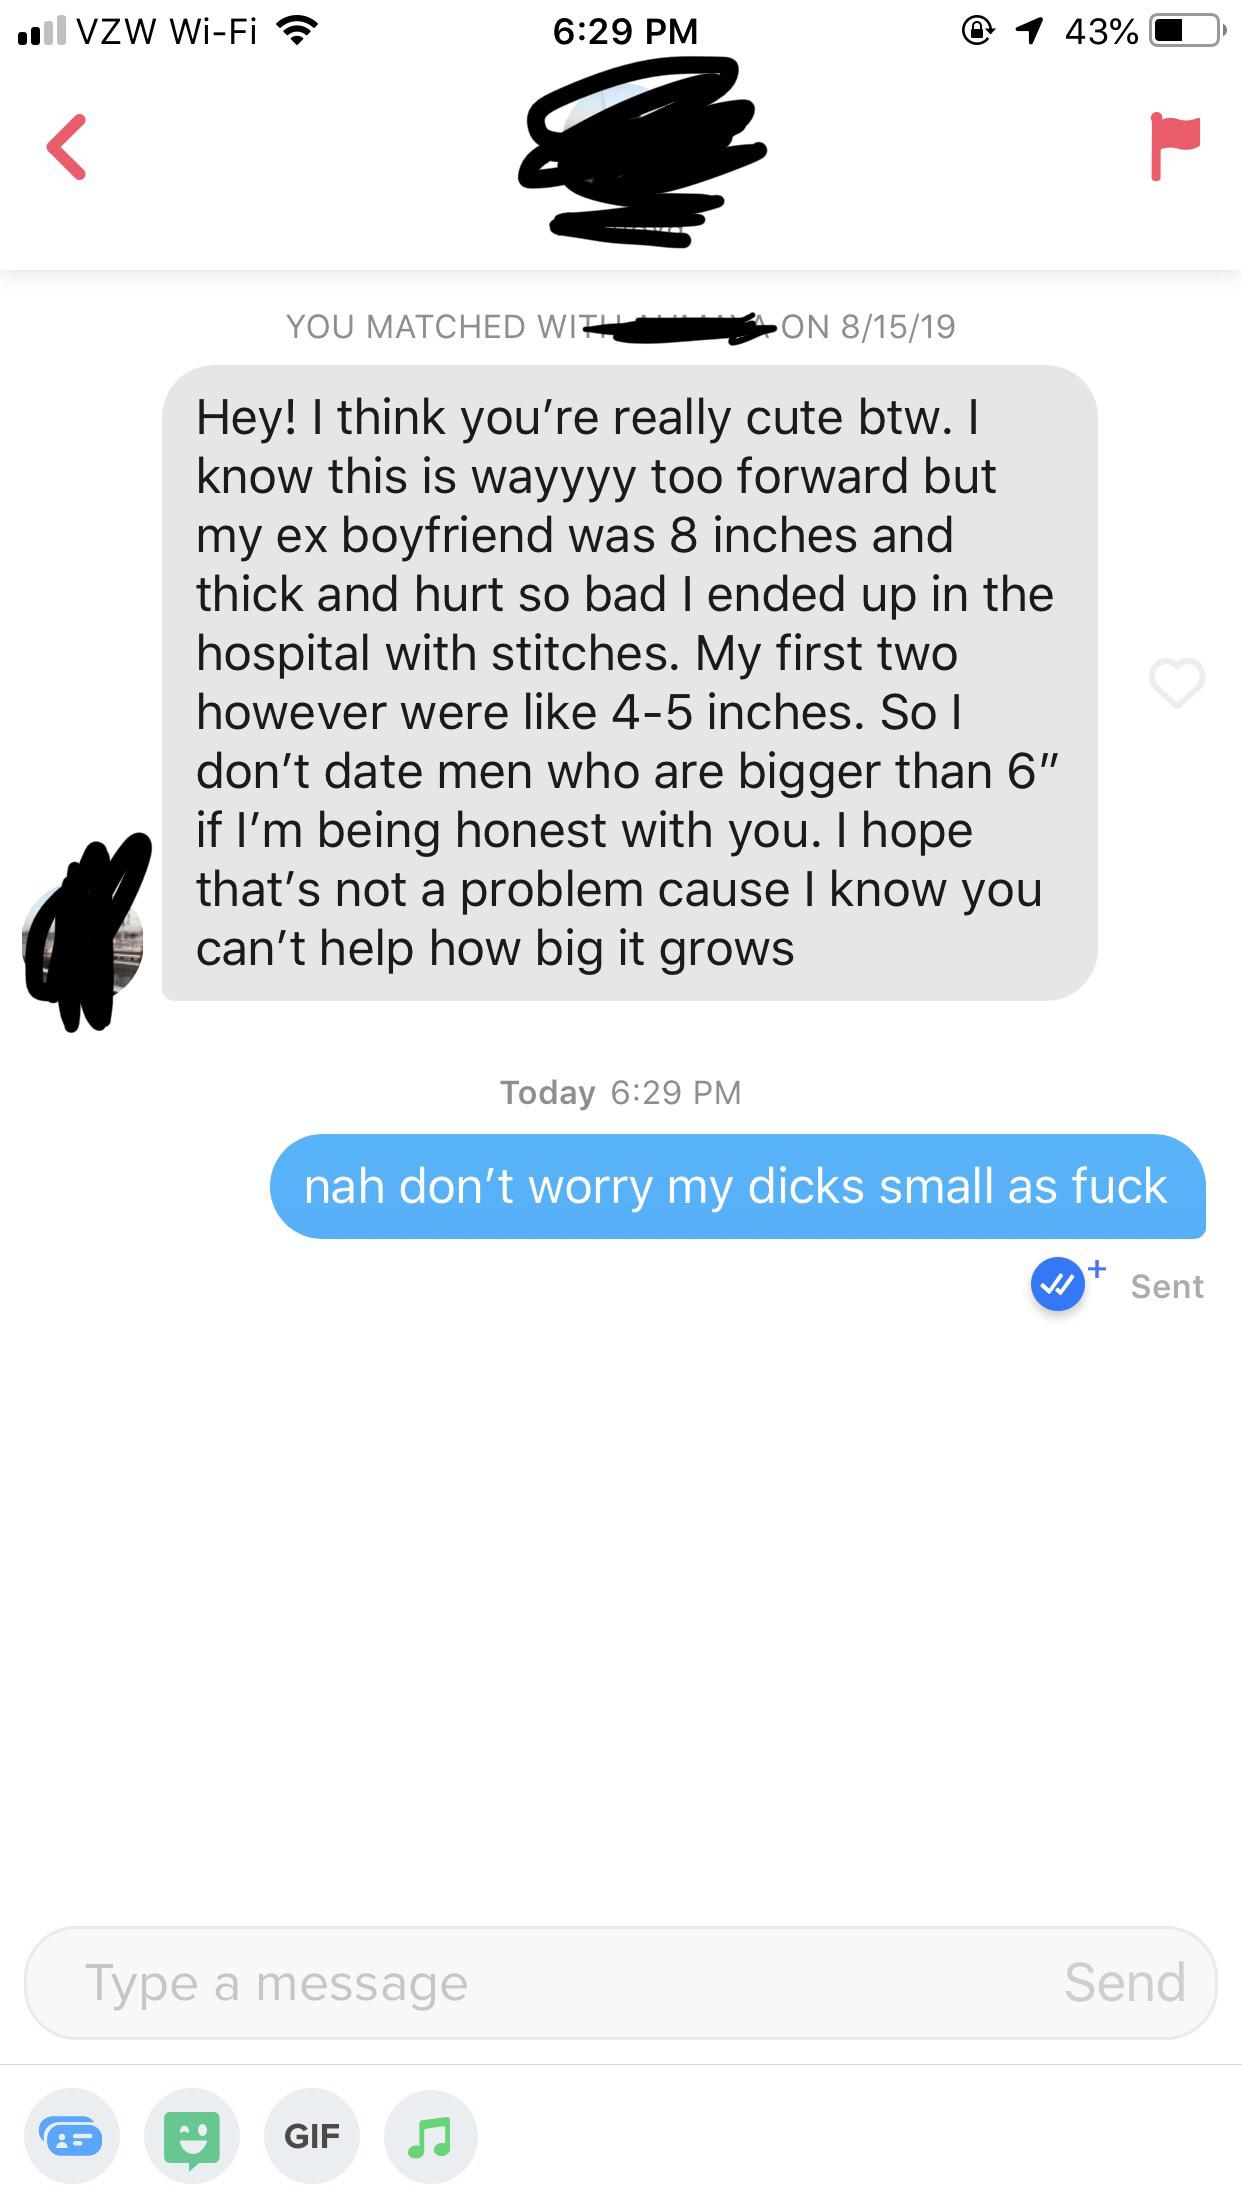 VZW Wi-Fi 6:29 PM 43%
YOU MATCHED WITH ON 8/15/19
Hey! I think you’re really cute btw. I
know this is wayyyy too forward but
my ex boyfriend was 8 inches and
thick and hurt so bad I ended up in the
hospital with stitches. My first two
however were like 4-5 inches. So I
don’t date men who are bigger than 6”
if I’m being honest with you. I hope
that’s not a problem cause I know you
can’t help how big it grows
Today 6:29 PM
nah don’t worry my dicks small as fuck
Sent
Type a message Send
GIF